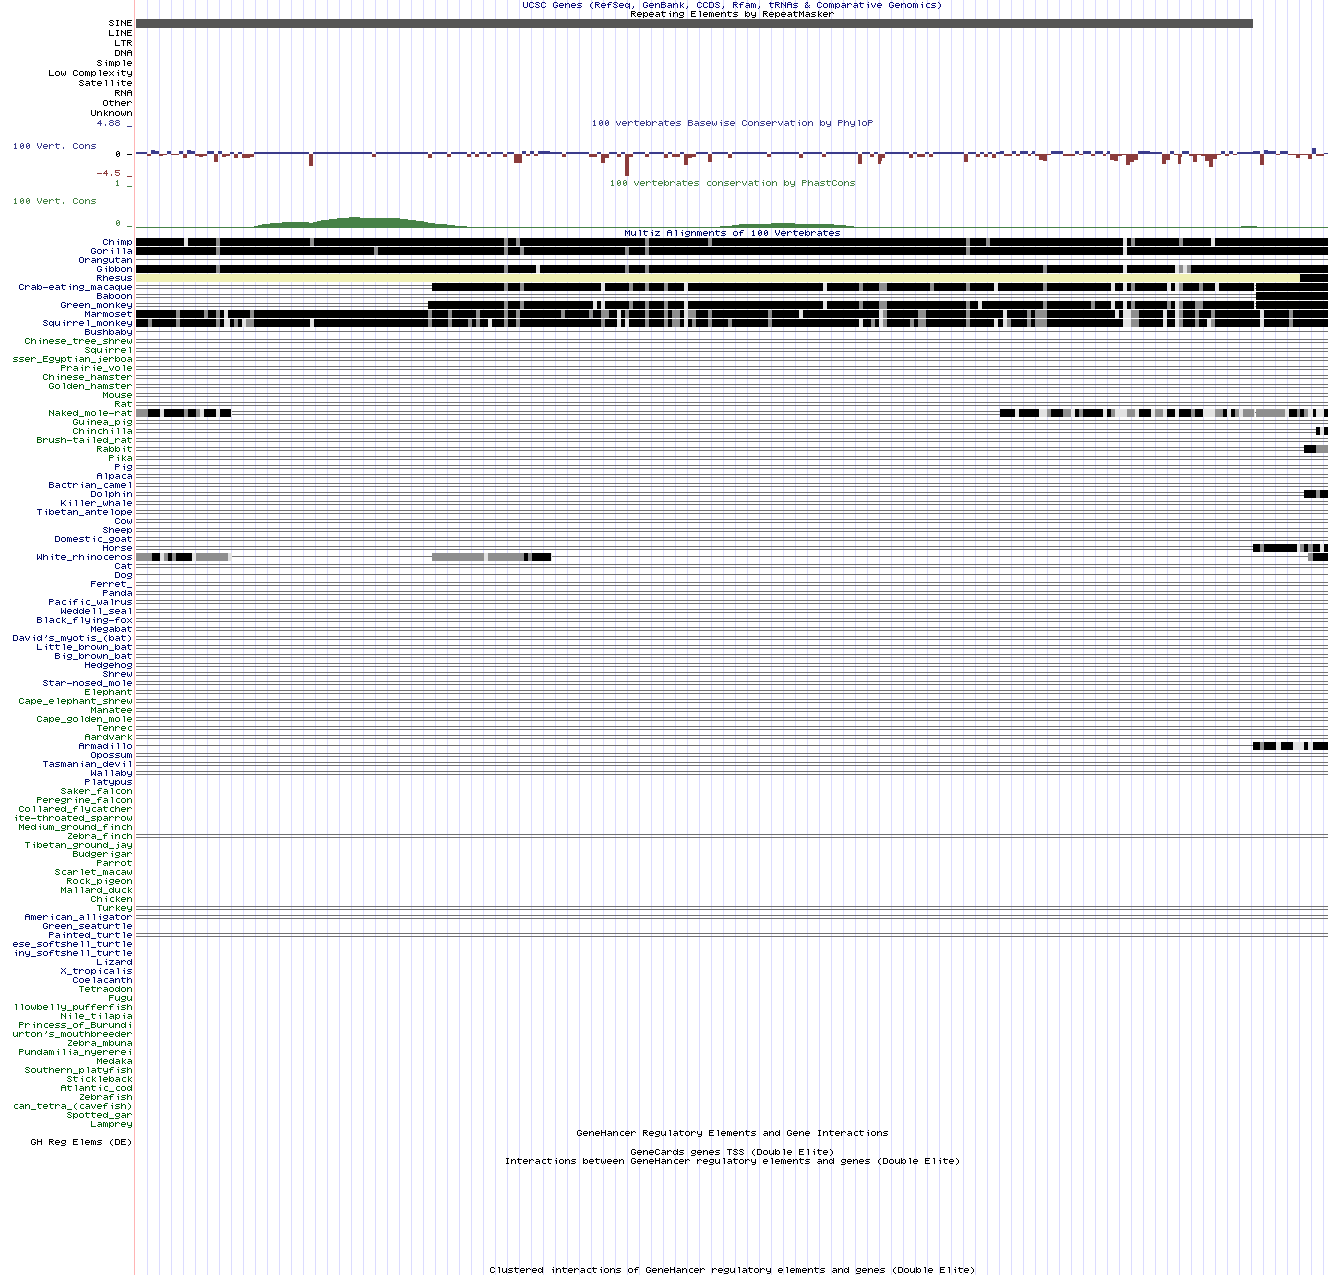 UCSC Genes (RefSeq, GenBank, CCDS, Rfam, tRNAs & Comparative Genomics)
Repeating Elements by RepeatMasker
SINE
LINE
LTR
DNA
Simple
Low Complexity
Satellite
RNA
Other
Unknown
4.88 _
100 vertebrates Basewise Conservation by PhyloP
100 Vert. Cons
0 _
-4.5 _
1 _
100 vertebrates conservation by PhastCons
100 Vert. Cons
0 _
Multiz Alignments of 100 Vertebrates
Chimp
Gorilla
Orangutan
Gibbon
Rhesus
Crab-eating_macaque
Baboon
Green_monkey
Marmoset
Squirrel_monkey
Bushbaby
Chinese_tree_shrew
Squirrel
sser_Egyptian_jerboa
Prairie_vole
Chinese_hamster
Golden_hamster
Mouse
Rat
Naked_mole-rat
Guinea_pig
Chinchilla
Brush-tailed_rat
Rabbit
Pika
Pig
Alpaca
Bactrian_camel
Dolphin
Killer_whale
Tibetan_antelope
Cow
Sheep
Domestic_goat
Horse
White_rhinoceros
Cat
Dog
Ferret_
Panda
Pacific_walrus
Weddell_seal
Black_flying-fox
Megabat
David's_myotis_(bat)
Little_brown_bat
Big_brown_bat
Hedgehog
Shrew
Star-nosed_mole
Elephant
Cape_elephant_shrew
Manatee
Cape_golden_mole
Tenrec
Aardvark
Armadillo
Opossum
Tasmanian_devil
Wallaby
Platypus
Saker_falcon
Peregrine_falcon
Collared_flycatcher
ite-throated_sparrow
Medium_ground_finch
Zebra_finch
Tibetan_ground_jay
Budgerigar
Parrot
Scarlet_macaw
Rock_pigeon
Mallard_duck
Chicken
Turkey
American_alligator
Green_seaturtle
Painted_turtle
ese_softshell_turtle
iny_softshell_turtle
Lizard
X_tropicalis
Coelacanth
Tetraodon
Fugu
llowbelly_pufferfish
Nile_tilapia
Princess_of_Burundi
urton's_mouthbreeder
Zebra_mbuna
Pundamilia_nyererei
Medaka
Southern_platyfish
Stickleback
Atlantic_cod
Zebrafish
can_tetra_(cavefish)
Spotted_gar
Lamprey
GeneHancer Regulatory Elements and Gene Interactions
GH Reg Elems (DE)
GeneCards genes TSS (Double Elite)
Interactions between GeneHancer regulatory elements and genes (Double Elite)
Clustered interactions of GeneHancer regulatory elements and genes (Double Elite)